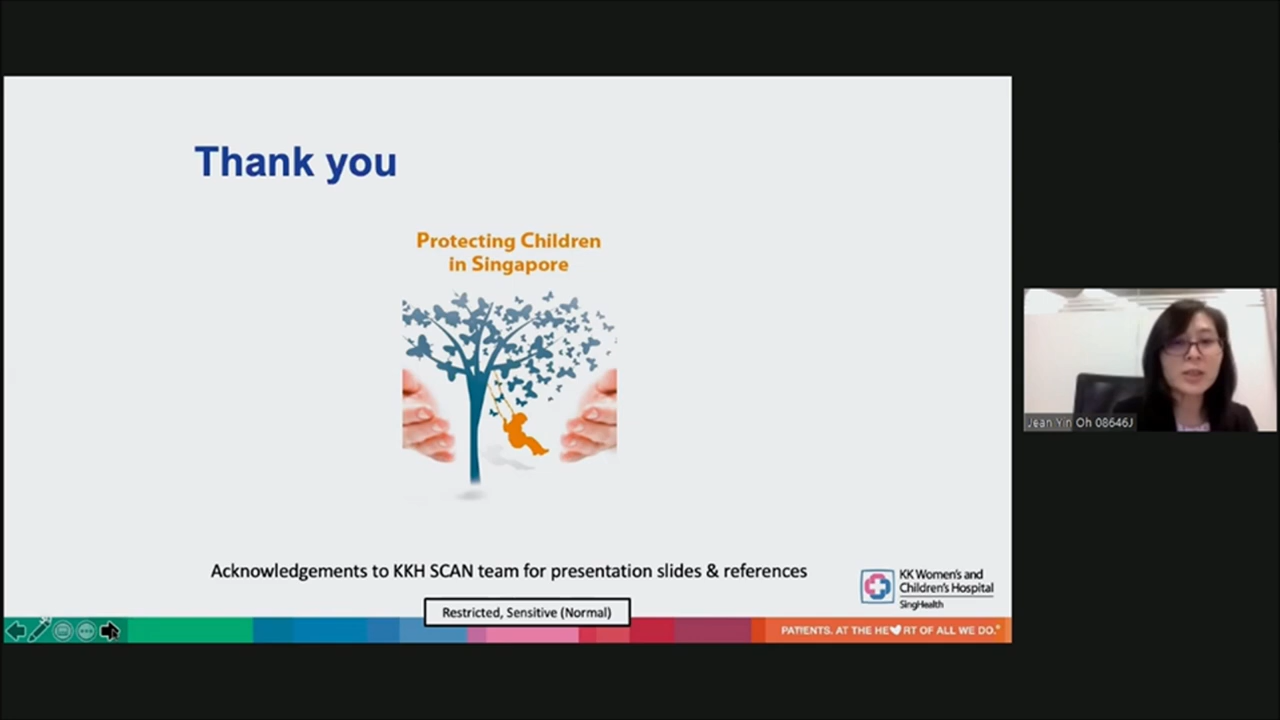 Thank you
Protecting Children
in Singapore
Acknowledgements to KKH SCAN team for presentation slides & references
KK Women's and
Children's Hospital
SingHealth
Restricted, Sensitive (Normal)
PATIENTS. AT THE HE RT OF ALL WE DO.®
Jean Yin Oh 08646J